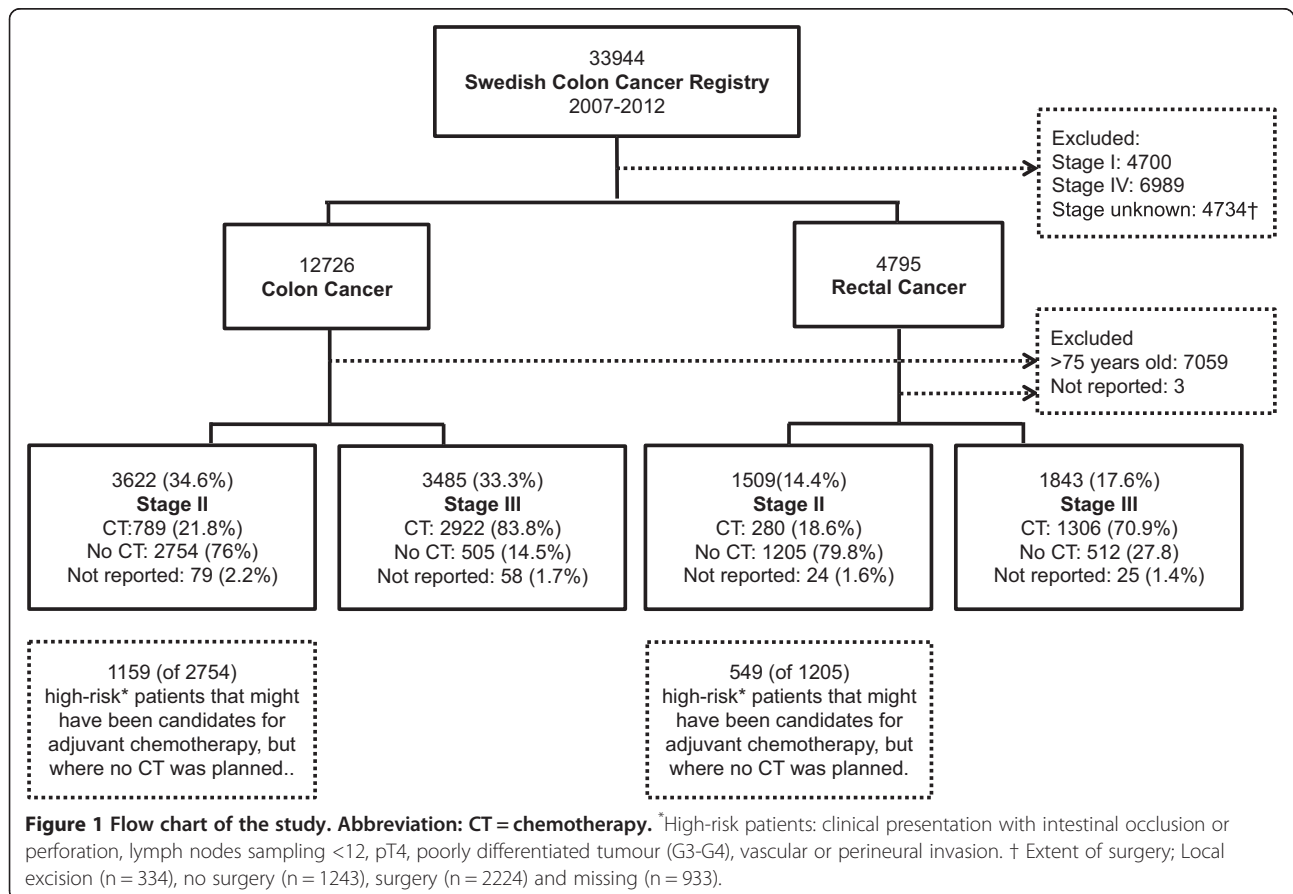 33944
Swedish Colon Cancer Registry
2007-2012
Excluded:
Stage I: 4700
Stage IV: 6989
Stage unknown: 4734†
12726
Colon Cancer
4795
Rectal Cancer
Excluded
>75 years old: 7059
Not reported: 3
3622 (34.6%)
Stage II
CT:789 (21.8%)
No CT: 2754 (76%)
Not reported: 79 (2.2%)
3485 (33.3%)
Stage III
CT: 2922 (83.8%)
No CT: 505 (14.5%)
Not reported: 58 (1.7%)
1509(14.4%)
Stage II
CT: 280 (18.6%)
No CT: 1205 (79.8%)
Not reported: 24 (1.6%)
1843 (17.6%)
Stage III
CT: 1306 (70.9%)
No CT: 512 (27.8)
Not reported: 25 (1.4%)
1159 (of 2754)
high-risk* patients that might
have been candidates for
adjuvant chemotherapy, but
where no CT was planned..
549 (of 1205)
high-risk* patients that might
have been candidates for
adjuvant chemotherapy, but
where no CT was planned.
Figure 1 Flow chart of the study. Abbreviation: CT = chemotherapy. *High-risk patients: clinical presentation with intestinal occlusion or
perforation, lymph nodes sampling <12, pT4, poorly differentiated tumour (G3-G4), vascular or perineural invasion. † Extent of surgery; Local
excision (n = 334), no surgery (n = 1243), surgery (n = 2224) and missing (n = 933).